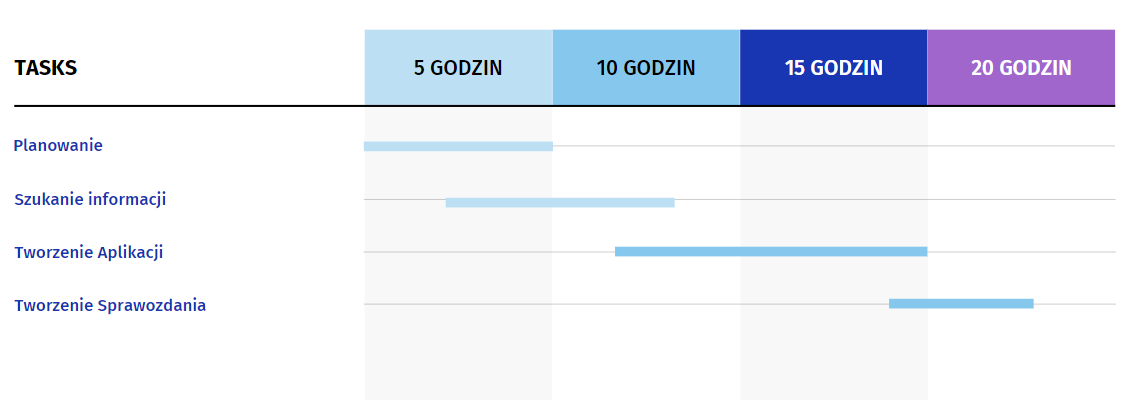 TASKS 5 GODZIN 10 GODZIN 15 GODZIN 20 GODZIN
Planowanie
Szukanie informacji
Tworzenie Aplikacji
Tworzenie Sprawozdania